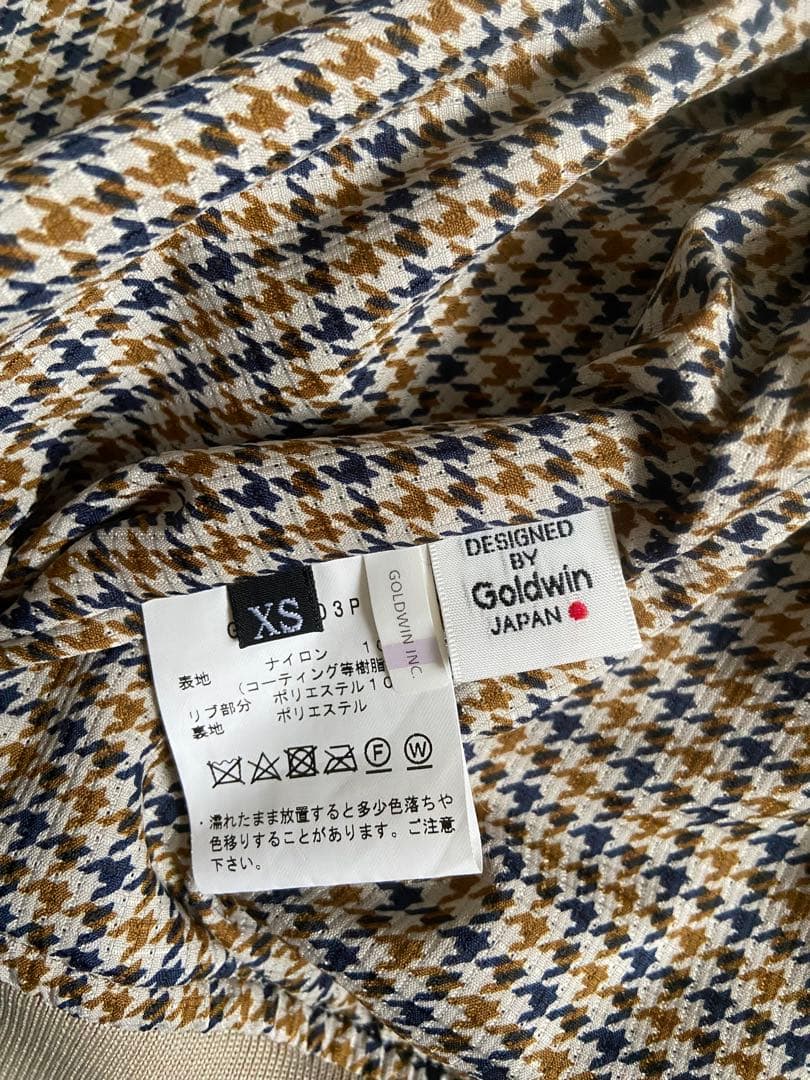 XS
GOLDWIN INC.
DESIGNED
BY
Goldwin
JAPAN
表地 ナイロン
(コーティング等樹脂
リブ部分 ポリエステル
裏地 ポリエステル
F W
・濡れたまま放置すると多少色落ちや
色移りすることがあります。ご注意
下さい。